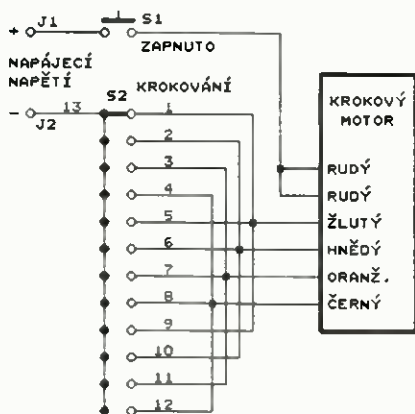 J1
S1
+
ZAPNUTO
NAPÁJECÍ
NAPĚTÍ
S2
KROKOVÁNÍ
-
13
J2
1
2
3
4
5
6
7
8
9
10
11
12
KROKOVÝ
MOTOR
RUDÝ
RUDÝ
ŽLUTÝ
HNĚDÝ
ORANŽ.
ČERNÝ